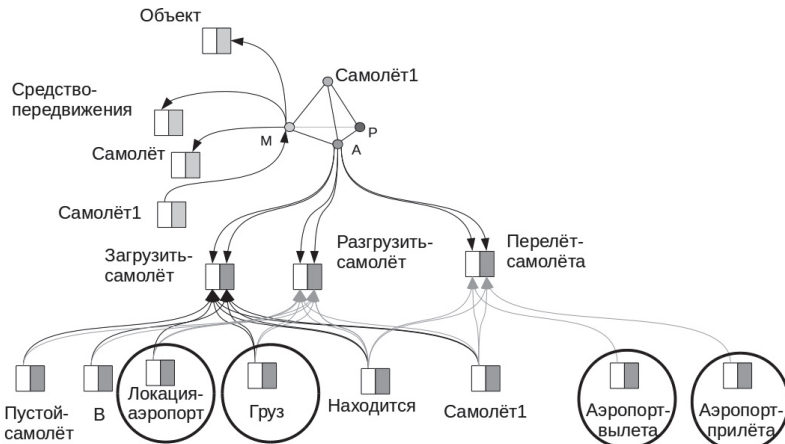 Объект
Самолёт1
Средство-
передвижения
М
Р
А
Самолёт
Самолёт1
Загрузить-
самолёт
Разгрузить-
самолёт
Перелёт-
самолёта
Пустой-
самолёт
В
Локация-
аэропорт
Груз
Находится
Самолёт1
Аэропорт-
вылета
Аэропорт-
прилёта